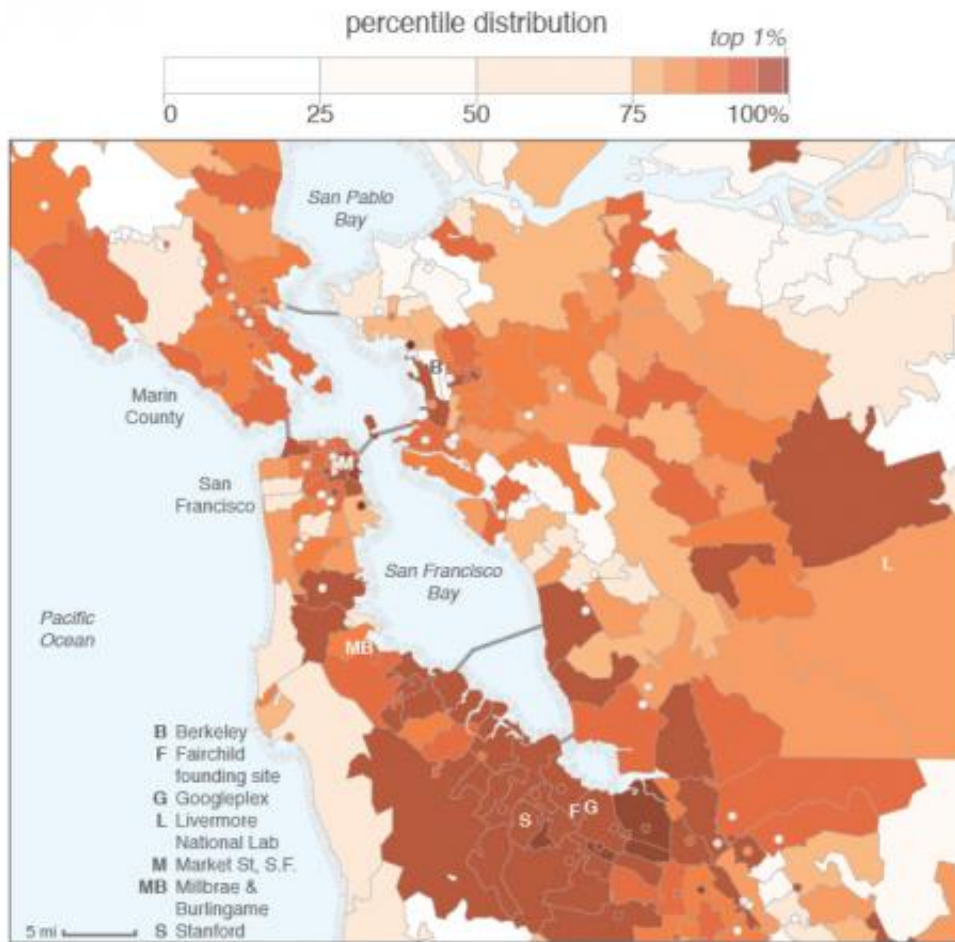 percentile distribution
top 1%
0 25 50 75 100%
San Pablo
Bay
B
Marin
County
M
San
Francisco
L
San Francisco
Bay
Pacific
Ocean
MB
B Berkeley
F Fairchild
founding site
G Googleplex
F G
S
L Livermore
National Lab
M Market St, S.F.
MB Millbrae &
Burlingame
5 mi
S Stanford